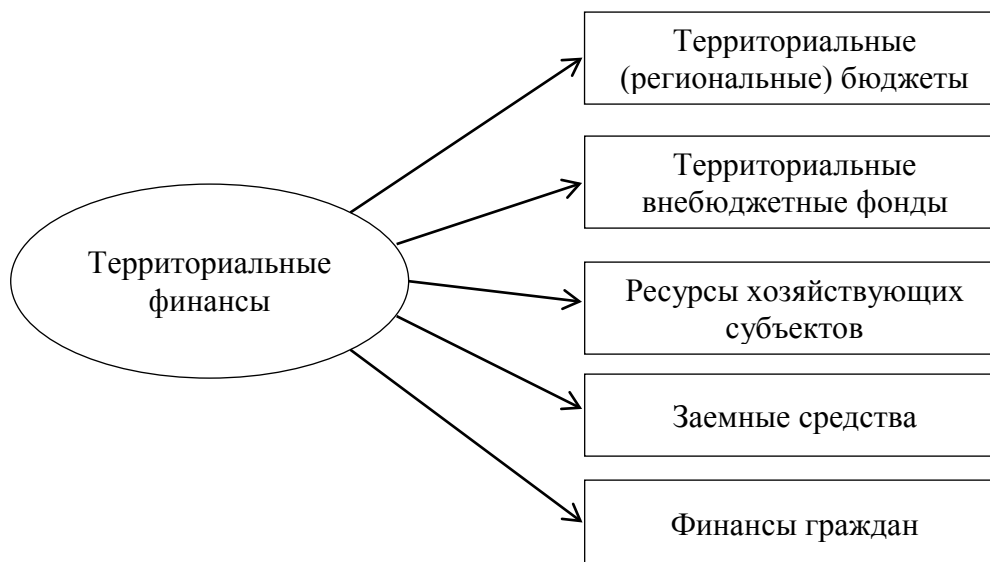 Территориальные
(региональные) бюджеты
Территориальные
внебюджетные фонды
Территориальные
финансы
Ресурсы хозяйствующих
субъектов
Заемные средства
Финансы граждан